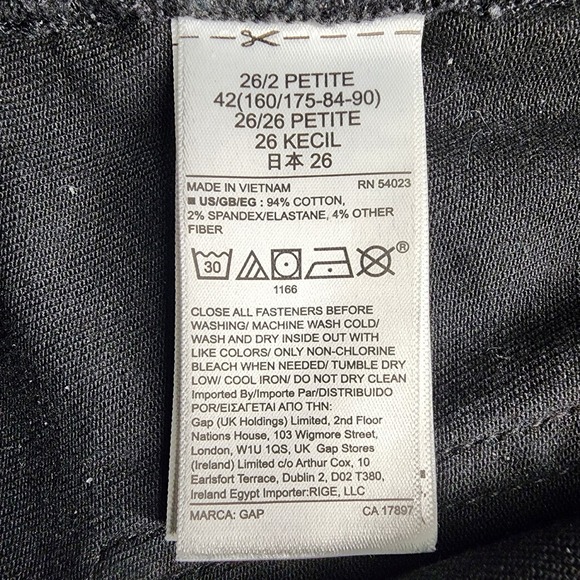 26/2 PETITE
42(160/175-84-90)
26/26 PETITE
26 KECIL
日本 26
MADE IN VIETNAM RN 54023
■ US/GB/EG : 94% COTTON,
2% SPANDEX/ELASTANE, 4% OTHER
FIBER
30
®
1166
CLOSE ALL FASTENERS BEFORE
WASHING/ MACHINE WASH COLD/
WASH AND DRY INSIDE OUT WITH
LIKE COLORS/ ONLY NON-CHLORINE
BLEACH WHEN NEEDED/ TUMBLE DRY
LOW/ COOL IRON/ DO NOT DRY CLEAN
Imported By/Importe Par/DISTRIBUIDO
POR/ΕΙΣΑΓΕΤΑΙ ΑΠΟ ΤΗΝ:
Gap (UK Holdings) Limited, 2nd Floor
Nations House, 103 Wigmore Street,
London, W1U 1QS, UK Gap Stores
(Ireland) Limited c/o Arthur Cox, 10
Earlsfort Terrace, Dublin 2, D02 T380,
Ireland Egypt Importer:RIGE, LLC
MARCA: GAP CA 17897